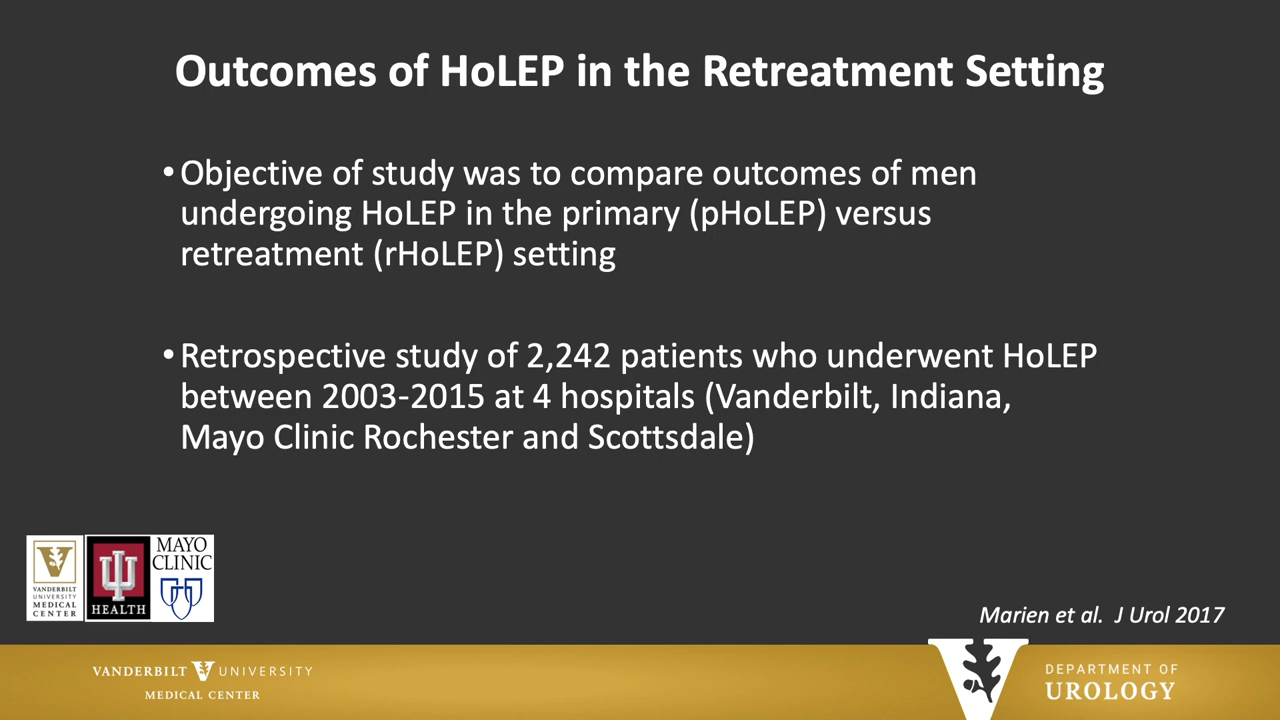 Outcomes of HoLEP in the Retreatment Setting
•Objective of study was to compare outcomes of men
undergoing HoLEP in the primary (pHoLEP) versus
retreatment (rHoLEP) setting
•Retrospective study of 2,242 patients who underwent HoLEP
between 2003-2015 at 4 hospitals (Vanderbilt, Indiana,
Mayo Clinic Rochester and Scottsdale)
VANDERBILT
UNIVERSITY
MEDICAL
CENTER
HEALTH
MAYO
CLINIC
Marien et al. J Urol 2017
VANDERBILT V UNIVERSITY
MEDICAL CENTER
DEPARTMENT OF
UROLOGY